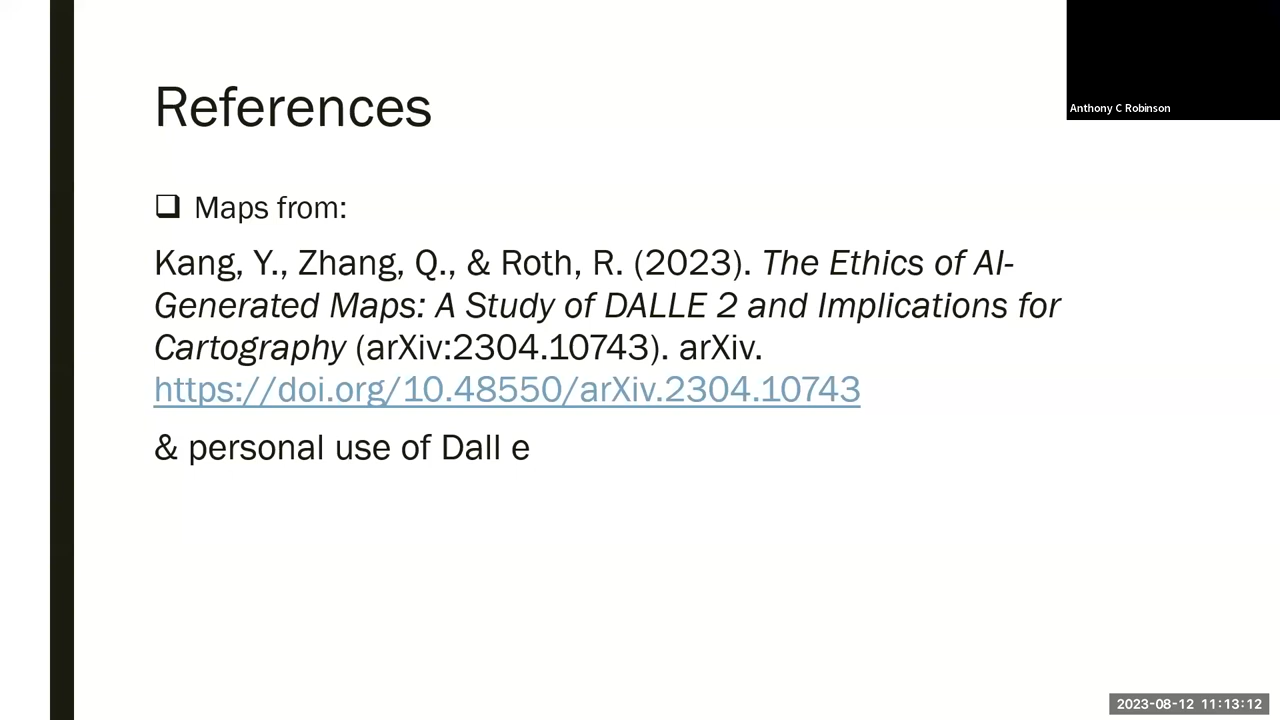 References
Anthony C Robinson
❑ Maps from:
Kang, Y., Zhang, Q., & Roth, R. (2023). The Ethics of AI-
Generated Maps: A Study of DALLE 2 and Implications for
Cartography (arXiv:2304.10743). arXiv.
https://doi.org/10.48550/arXiv.2304.10743
& personal use of Dall e
2023-08-12 11:13:12